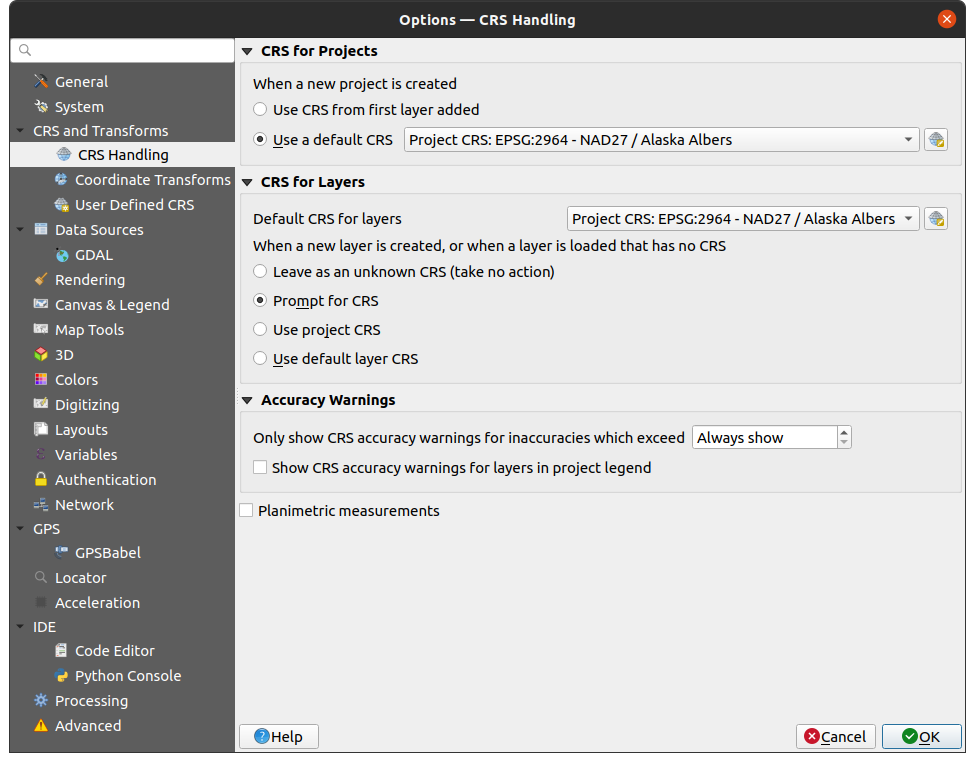 Options — CRS Handling
General
System
CRS and Transforms
CRS Handling
Coordinate Transforms
User Defined CRS
Data Sources
GDAL
Rendering
Canvas & Legend
Map Tools
3D
Colors
Digitizing
Layouts
Variables
Authentication
Network
GPS
GPSBabel
Locator
Acceleration
IDE
Code Editor
Python Console
Processing
Advanced
CRS for Projects
When a new project is created
Use CRS from first layer added
Use a default CRS Project CRS: EPSG:2964 - NAD27 / Alaska Albers
CRS for Layers
Default CRS for layers Project CRS: EPSG:2964 - NAD27 / Alaska Albers
When a new layer is created, or when a layer is loaded that has no CRS
Leave as an unknown CRS (take no action)
Prompt for CRS
Use project CRS
Use default layer CRS
Accuracy Warnings
Only show CRS accuracy warnings for inaccuracies which exceed Always show
Show CRS accuracy warnings for layers in project legend
Planimetric measurements
Help Cancel OK